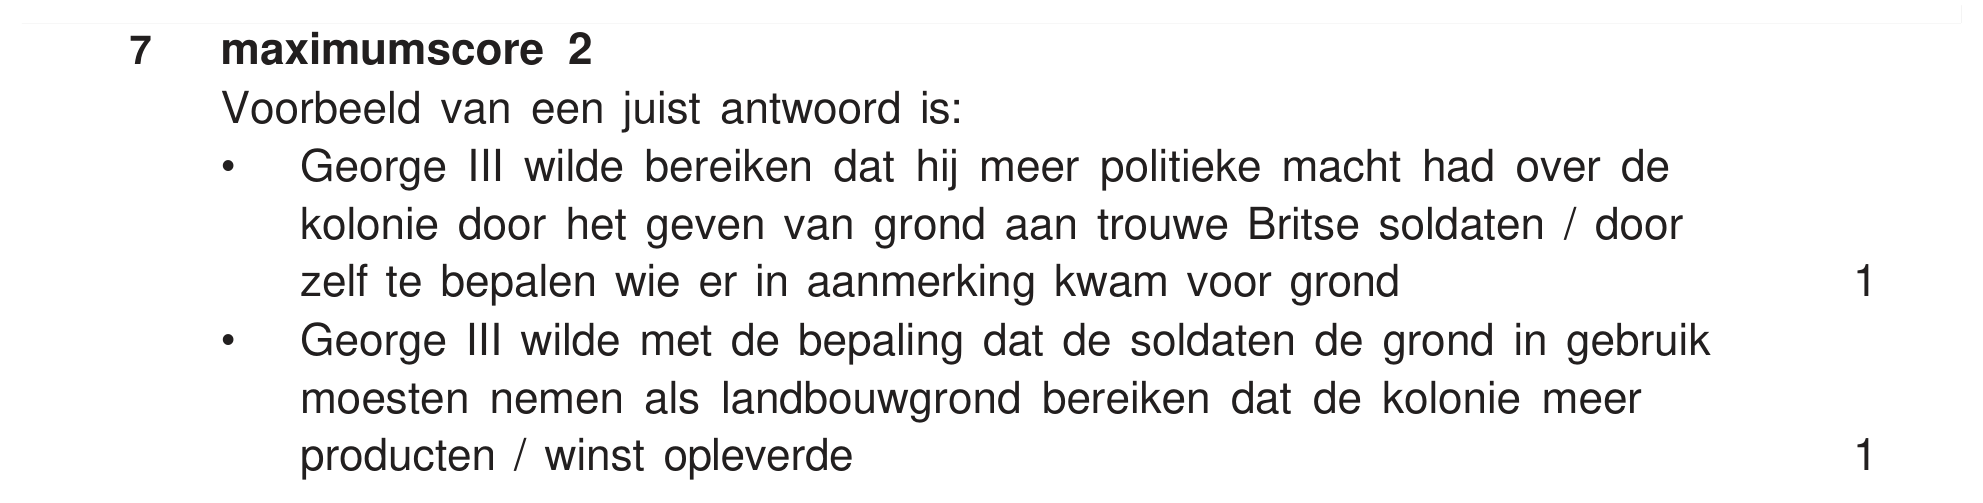 7 maximumscore 2
Voorbeeld van een juist antwoord is:
• George III wilde bereiken dat hij meer politieke macht had over de
kolonie door het geven van grond aan trouwe Britse soldaten / door
zelf te bepalen wie er in aanmerking kwam voor grond 1
• George III wilde met de bepaling dat de soldaten de grond in gebruik
moesten nemen als landbouwgrond bereiken dat de kolonie meer
producten / winst opleverde 1